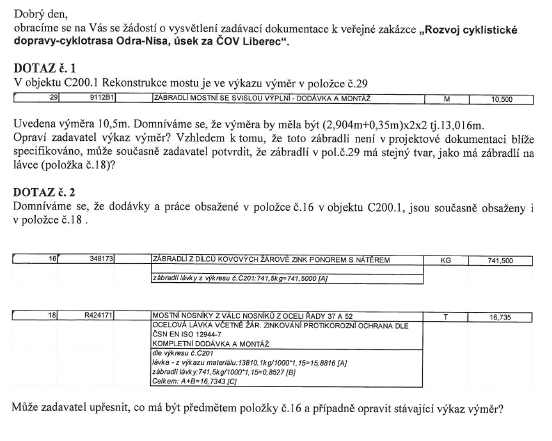 Dobrý den,
obracíme se na Vás se žádostí o vysvětlení zadávací dokumentace k veřejné zakázce „Rozvoj cyklistické
dopravy-cyklotrasa Odra-Nisa, úsek za ČOV Liberec“.
DOTAZ č. 1
V objektu C200.1 Rekonstrukce mostu je ve výkazu výměr v položce č.29
29 9112B1 ZÁBRADLÍ MOSTNÍ SE SVISLOU VÝPLNÍ - DODÁVKA A MONTÁŽ M 10,500
Uvedena výměra 10,5m. Domníváme se, že výměra by měla být (2,904m+0,35m)x2x2 tj.13,016m.
Opraví zadavatel výkaz výměr? Vzhledem k tomu, že toto zábradlí není v projektové dokumentaci blíže
specifikováno, může současně zadavatel potvrdit, že zábradlí v pol.č.29 má stejný tvar, jako má zábradlí na
lávce (položka č.18)?
DOTAZ č. 2
Domníváme se, že dodávky a práce obsažené v položce č.16 v objektu C200.1, jsou současně obsaženy i
v položce č.18 .
16 348173 ZÁBRADLÍ Z DÍLCŮ KOVOVÝCH ŽÁROVĚ ZINK PONOREM S NÁTĚREM KG 741,500
zábradlí lávky z výkresu č.C201:741,5kg=741,5000 [A]
18 R424171 MOSTNÍ NOSNÍKY Z VÁLC NOSNÍKŮ Z OCELI ŘADY 37 A 52 T 16,735
OCELOVÁ LÁVKA VČETNĚ ŽÁR. ZINKOVÁNÍ PROTIKOROZNÍ OCHRANA DLE
ČSN EN ISO 12944-7
KOMPLETNÍ DODÁVKA A MONTÁŽ
dle výkresu č.C201
lávka - z výkazu materiálu:13810,1kg/1000*1,15=15,8816 [A]
zábradlí lávky:741,5kg/1000*1,15=0,8527 [B]
Celkem: A+B=16,7343 [C]
Může zadavatel upřesnit, co má být předmětem položky č.16 a případně opravit stávající výkaz výměr?